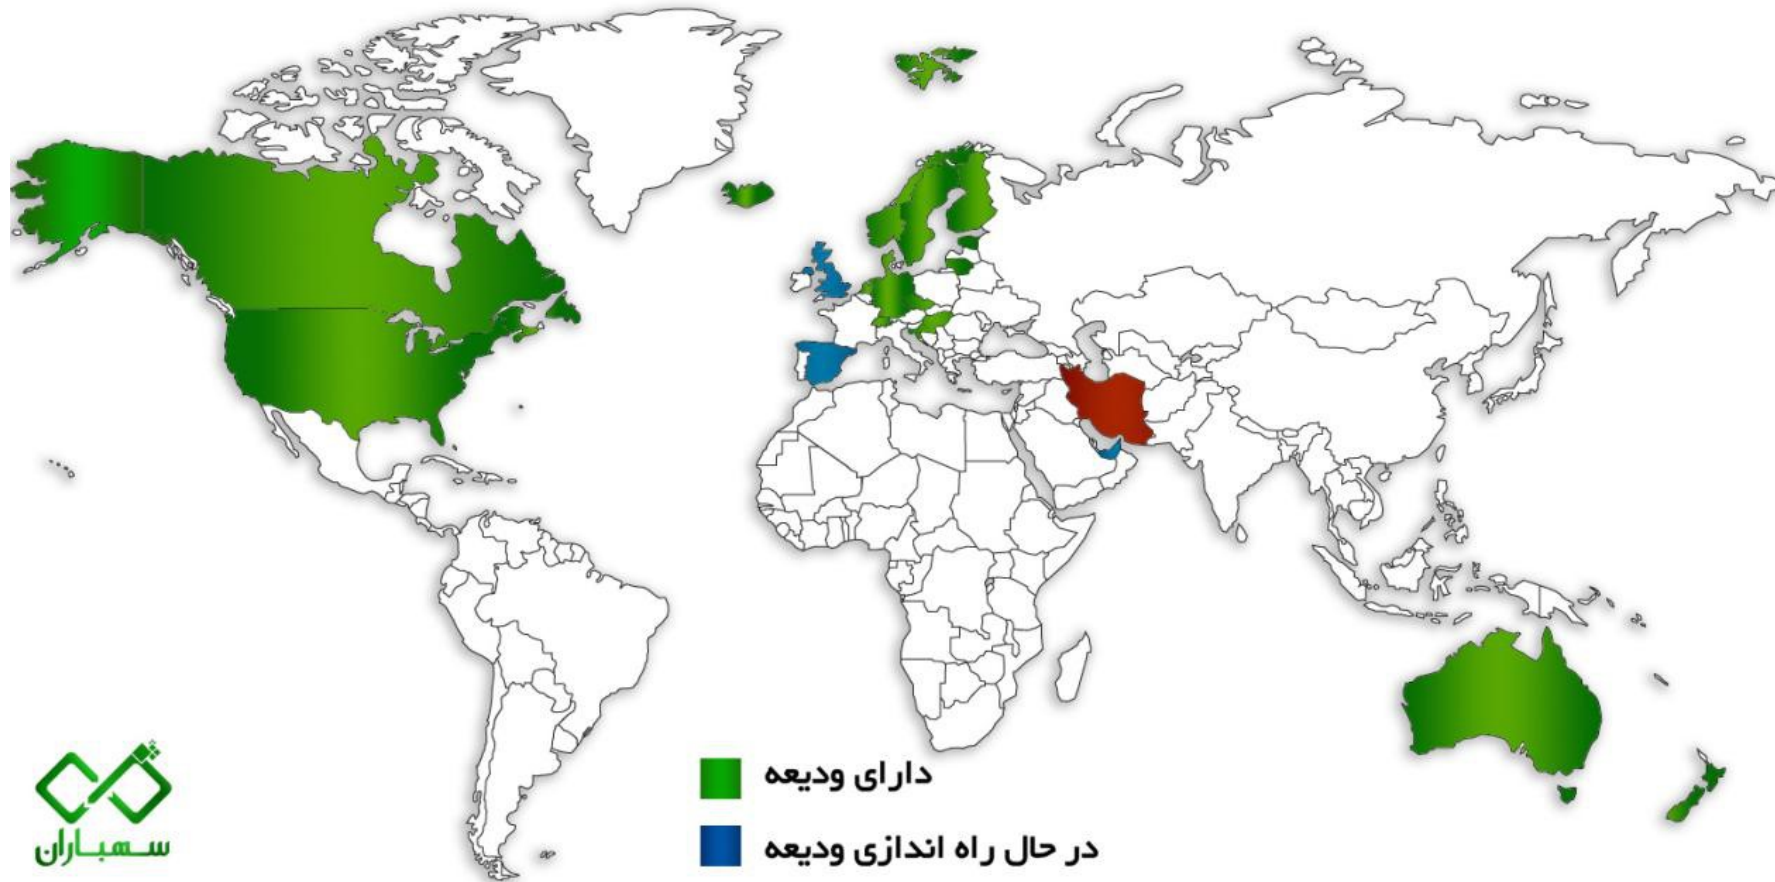 دارای ودیعه
در حال راه اندازی ودیعه
سهباران